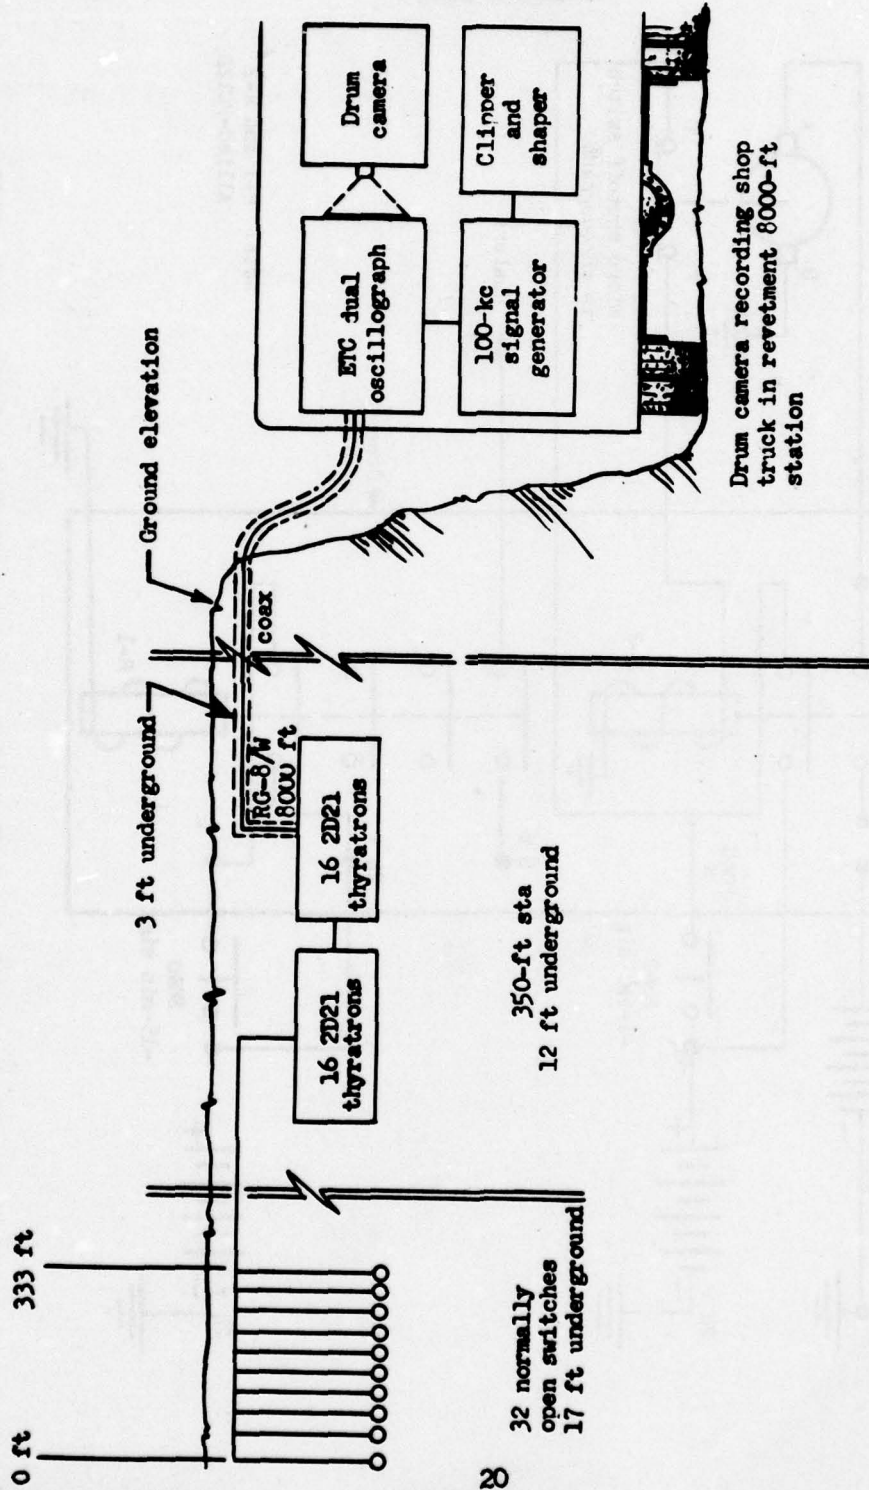 0 ft
333 ft
3 ft underground
Ground elevation
RG-8/W
8000 ft
coax
16 2D21
thyratrons
16 2D21
thyratrons
32 normally
open switches
17 ft underground
350-ft sta
12 ft underground
ETC dual
oscillograph
Drum
camera
100-kc
signal
generator
Clipper
and
shaper
Drum camera recording shop
truck in revetment 8000-ft
station
20